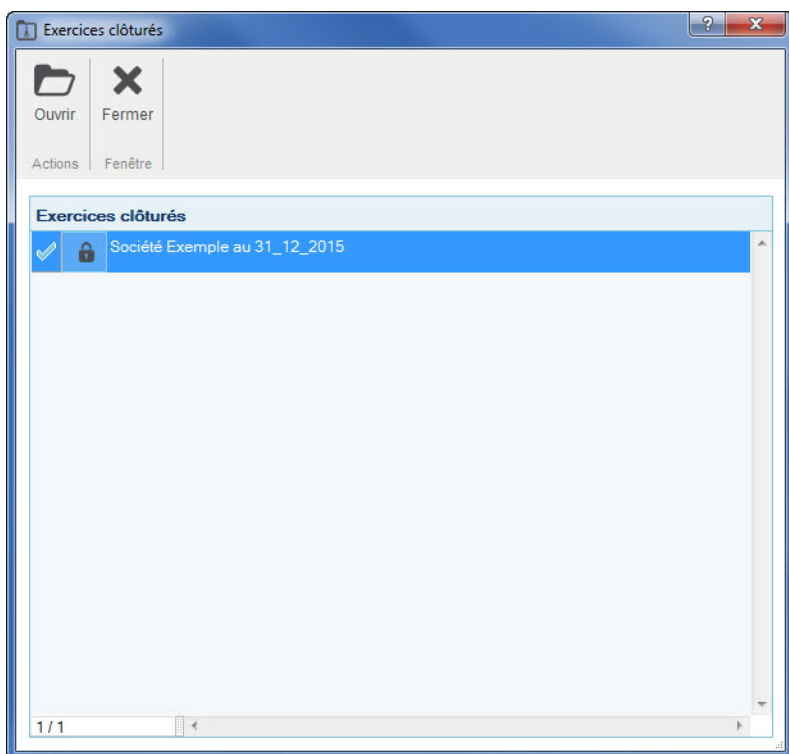 Exercices clôturés
?
Ouvrir Fermer
Actions Fenêtre
Exercices clôturés
Société Exemple au 31_12_2015
1 / 1